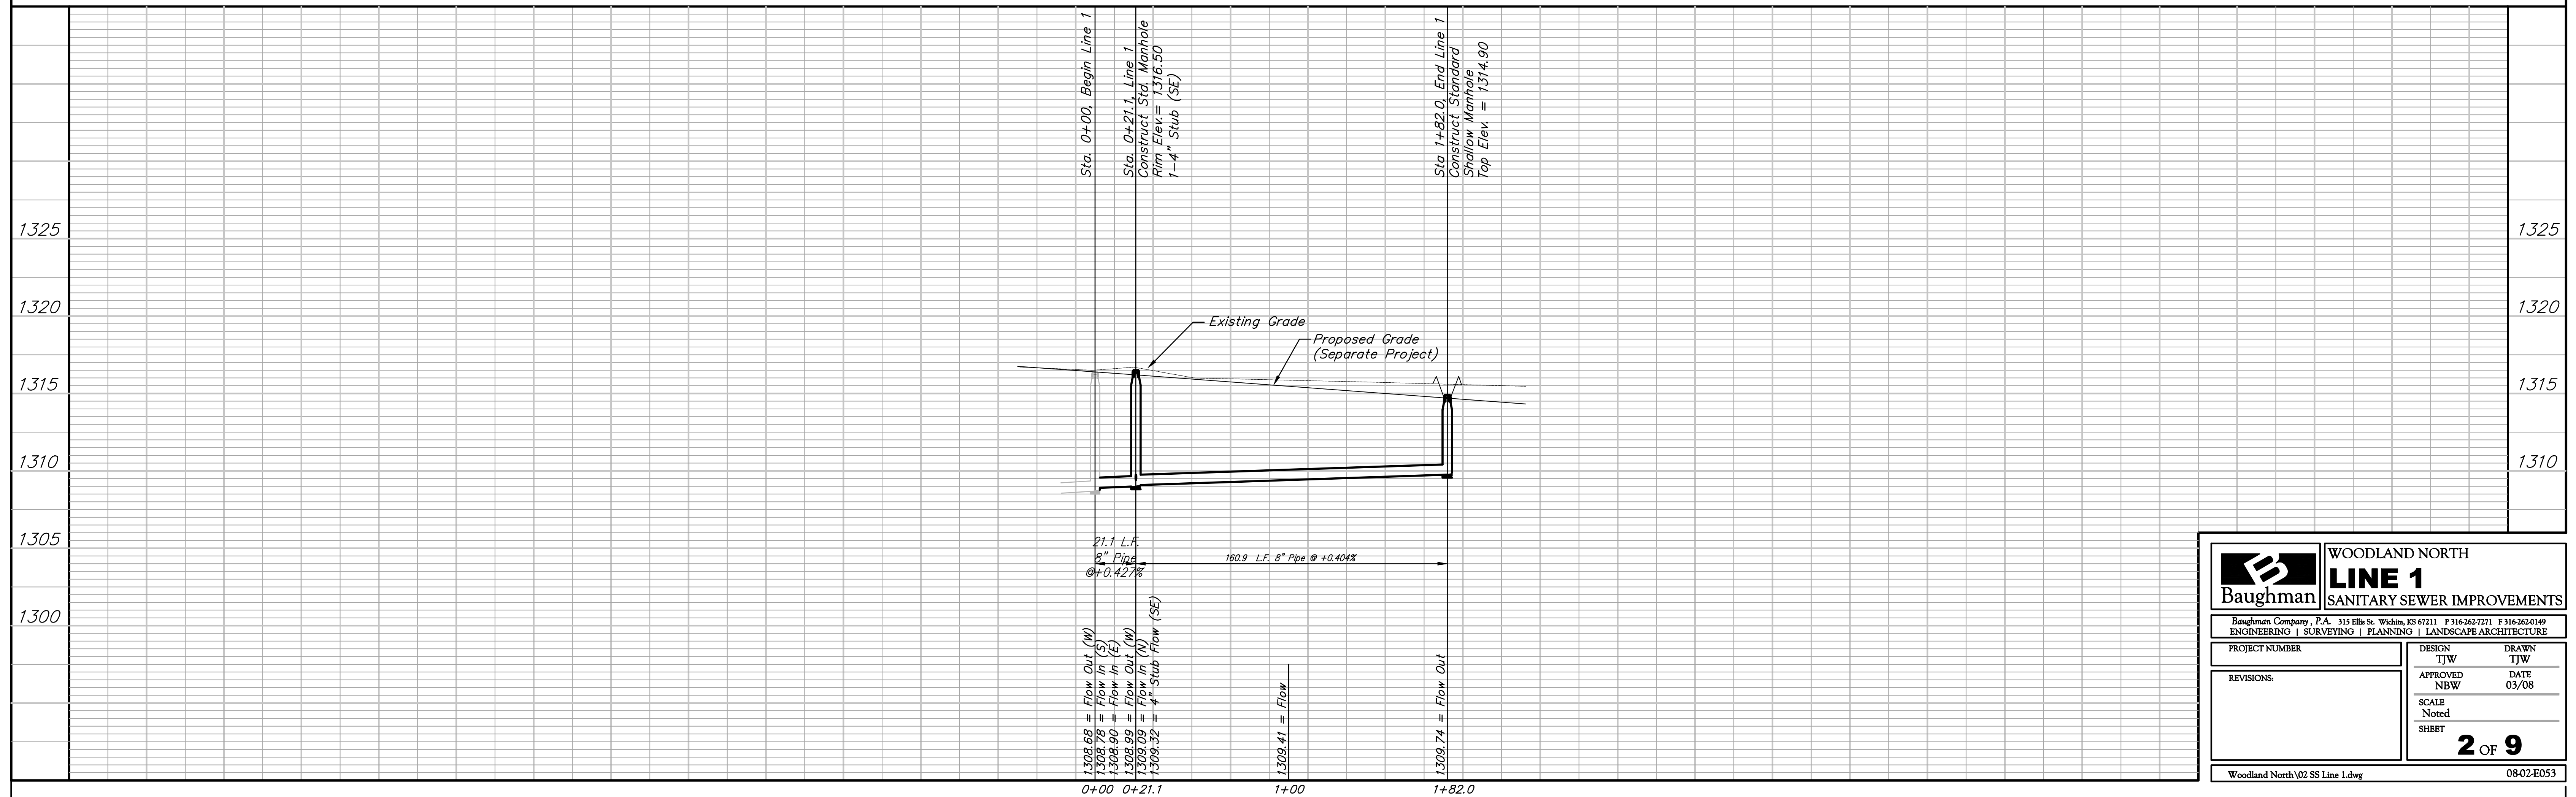 Sta. 0+00, Begin Line 1
Sta. 0+21.1, Line 1
Construct Std. Manhole
Rim Elev.= 1316.50
1-4" Stub (SE)
Sta 1+82.0, End Line 1
Construct Standard
Shallow Manhole
Top Elev. = 1314.90
1325
1325
1320
1320
Existing Grade
Proposed Grade
(Separate Project)
1315
1315
1310
1310
1305
1305
21.1 L.F.
8" Pipe
@+0.427%
160.9 L.F. 8" Pipe @ +0.404%
1300
1308.68 = Flow Out (W)
1308.78 = Flow In (S)
1308.90 = Flow In (E)
1308.99 = Flow Out (W)
1309.09 = Flow In (N)
1309.32 = 4" Stub Flow (SE)
1309.41 = Flow
1309.74 = Flow Out
0+00
0+21.1
1+00
1+82.0
B
Baughman
WOODLAND NORTH
LINE 1
SANITARY SEWER IMPROVEMENTS
Baughman Company, P.A. 315 Ellis St. Wichita, KS 67211 P 316-262-7271 F 316-262-0149
ENGINEERING | SURVEYING | PLANNING | LANDSCAPE ARCHITECTURE
PROJECT NUMBER
REVISIONS:
DESIGN
TJW
DRAWN
TJW
APPROVED
NBW
DATE
03/08
SCALE
Noted
SHEET
2 OF 9
Woodland North\02 SS Line 1.dwg
08-02-E053